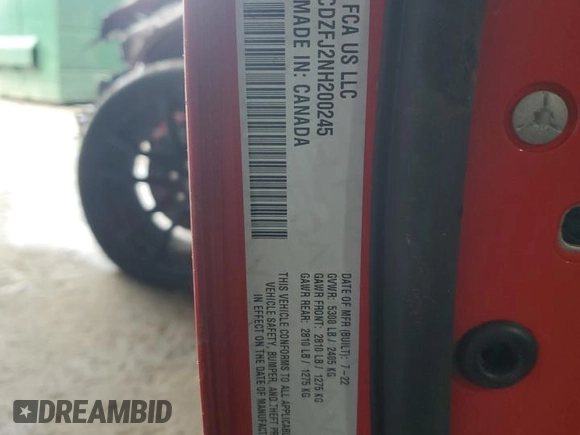 FCA US LLC
CDZFJ2NH200245
MADE IN: CANADA
DATE OF MFR (BUILT): 7-22
GVWR: 5300 LB / 2405 KG
GAWR FRONT: 2810 LB / 1275 KG
GAWR REAR: 2810 LB / 1275 KG
THIS VEHICLE CONFORMS TO ALL APPLICABLE
VEHICLE SAFETY, BUMPER, AND THEFT
IN EFFECT ON THE DATE OF
DREAMBID